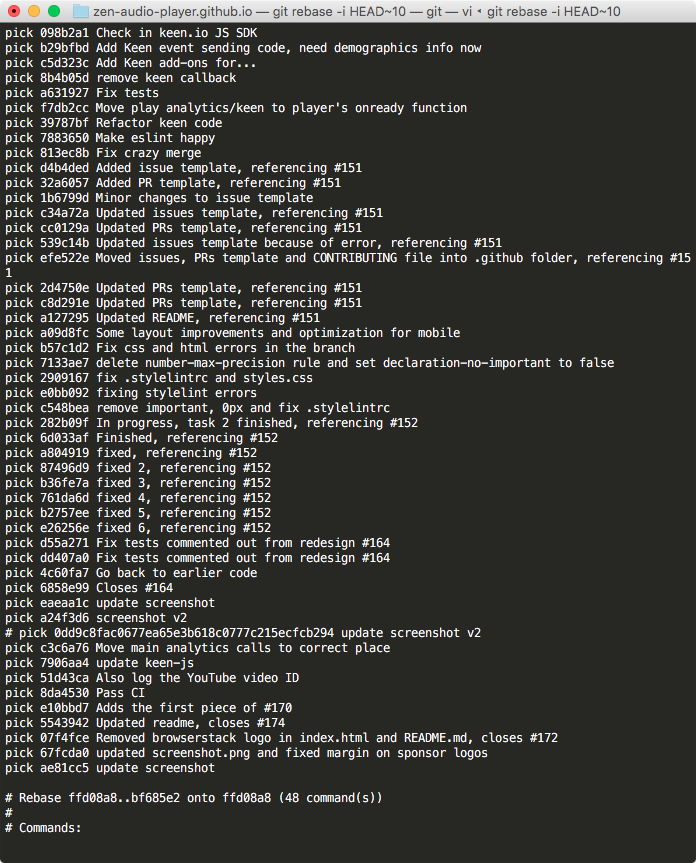 zen-audio-player.github.io — git rebase -i HEAD~10 — git — vi ◂ git rebase -i HEAD~10
pick 098b2a1 Check in keen.io JS SDK
pick b29bfbd Add Keen event sending code, need demographics info now
pick c5d323c Add Keen add-ons for...
pick 8b4b05d remove keen callback
pick a631927 Fix tests
pick f7db2cc Move play analytics/keen to player's onready function
pick 39787bf Refactor keen code
pick 7883650 Make eslint happy
pick 813ec8b Fix crazy merge
pick d4b4ded Added issue template, referencing #151
pick 32a6057 Added PR template, referencing #151
pick 1b6799d Minor changes to issue template
pick c34a72a Updated issues template, referencing #151
pick cc0129a Updated PRs template, referencing #151
pick 539c14b Updated issues template because of error, referencing #151
pick efe522e Moved issues, PRs template and CONTRIBUTING file into .github folder, referencing #15
1
pick 2d4750e Updated PRs template, referencing #151
pick c8d291e Updated PRs template, referencing #151
pick a127295 Updated README, referencing #151
pick a09d8fc Some layout improvements and optimization for mobile
pick b57c1d2 Fix css and html errors in the branch
pick 7133ae7 delete number-max-precision rule and set declaration-no-important to false
pick 2909167 fix .stylelintrc and styles.css
pick e0bb092 fixing stylelint errors
pick c548bea remove important, 0px and fix .stylelintrc
pick 282b09f In progress, task 2 finished, referencing #152
pick 6d033af Finished, referencing #152
pick a804919 fixed, referencing #152
pick 87496d9 fixed 2, referencing #152
pick b36fe7a fixed 3, referencing #152
pick 761da6d fixed 4, referencing #152
pick b2757ee fixed 5, referencing #152
pick e26256e fixed 6, referencing #152
pick d55a271 Fix tests commented out from redesign #164
pick dd407a0 Fix tests commented out from redesign #164
pick 4c60fa7 Go back to earlier code
pick 6858e99 Closes #164
pick eaeaa1c update screenshot
pick a24f3d6 screenshot v2
# pick 0dd9c8fac0677ea65e3b618c0777c215ecfcb294 update screenshot v2
pick c3c6a76 Move main analytics calls to correct place
pick 7906aa4 update keen-js
pick 51d43ca Also log the YouTube video ID
pick 8da4530 Pass CI
pick e10bbd7 Adds the first piece of #170
pick 5543942 Updated readme, closes #174
pick 07f4fce Removed browserstack logo in index.html and README.md, closes #172
pick 67fcda0 updated screenshot.png and fixed margin on sponsor logos
pick ae81cc5 update screenshot
# Rebase ffd08a8..bf685e2 onto ffd08a8 (48 command(s))
#
# Commands: